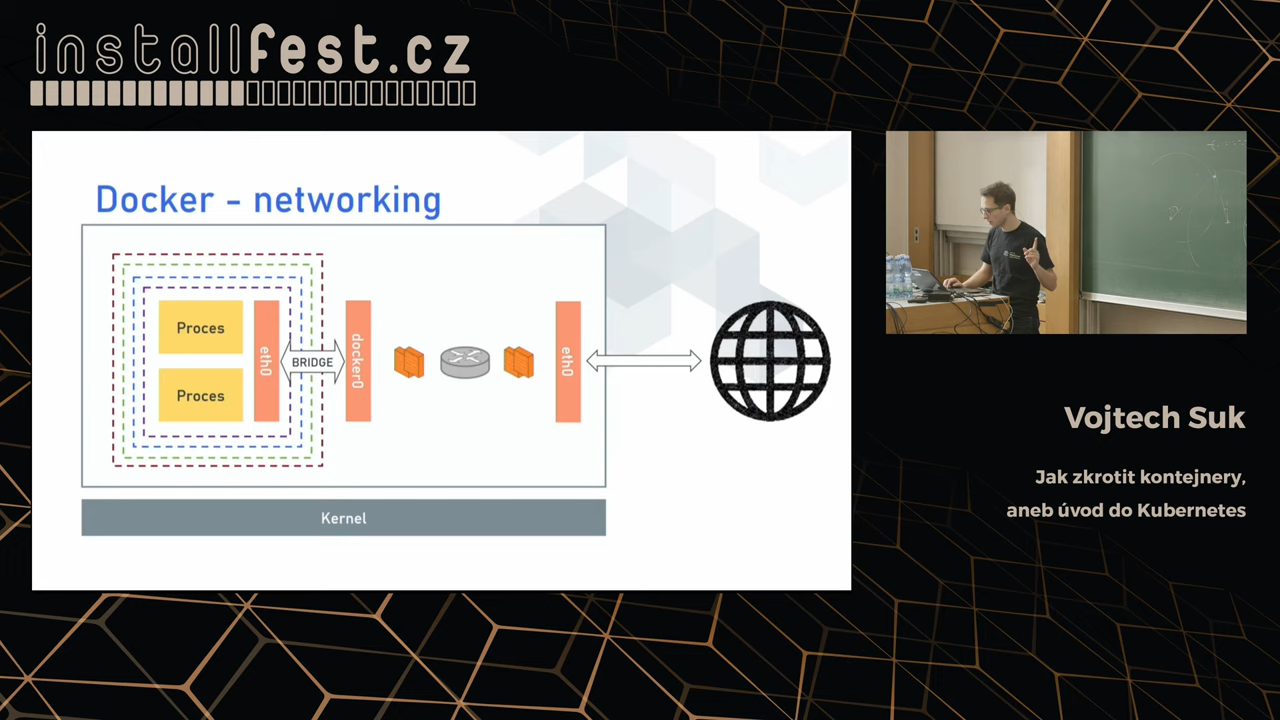 installfest.cz
Docker - networking
Proces
Proces
eth0
BRIDGE
docker0
eth0
Kernel
Vojtech Suk
Jak zkrotit kontejnery,
aneb úvod do Kubernetes